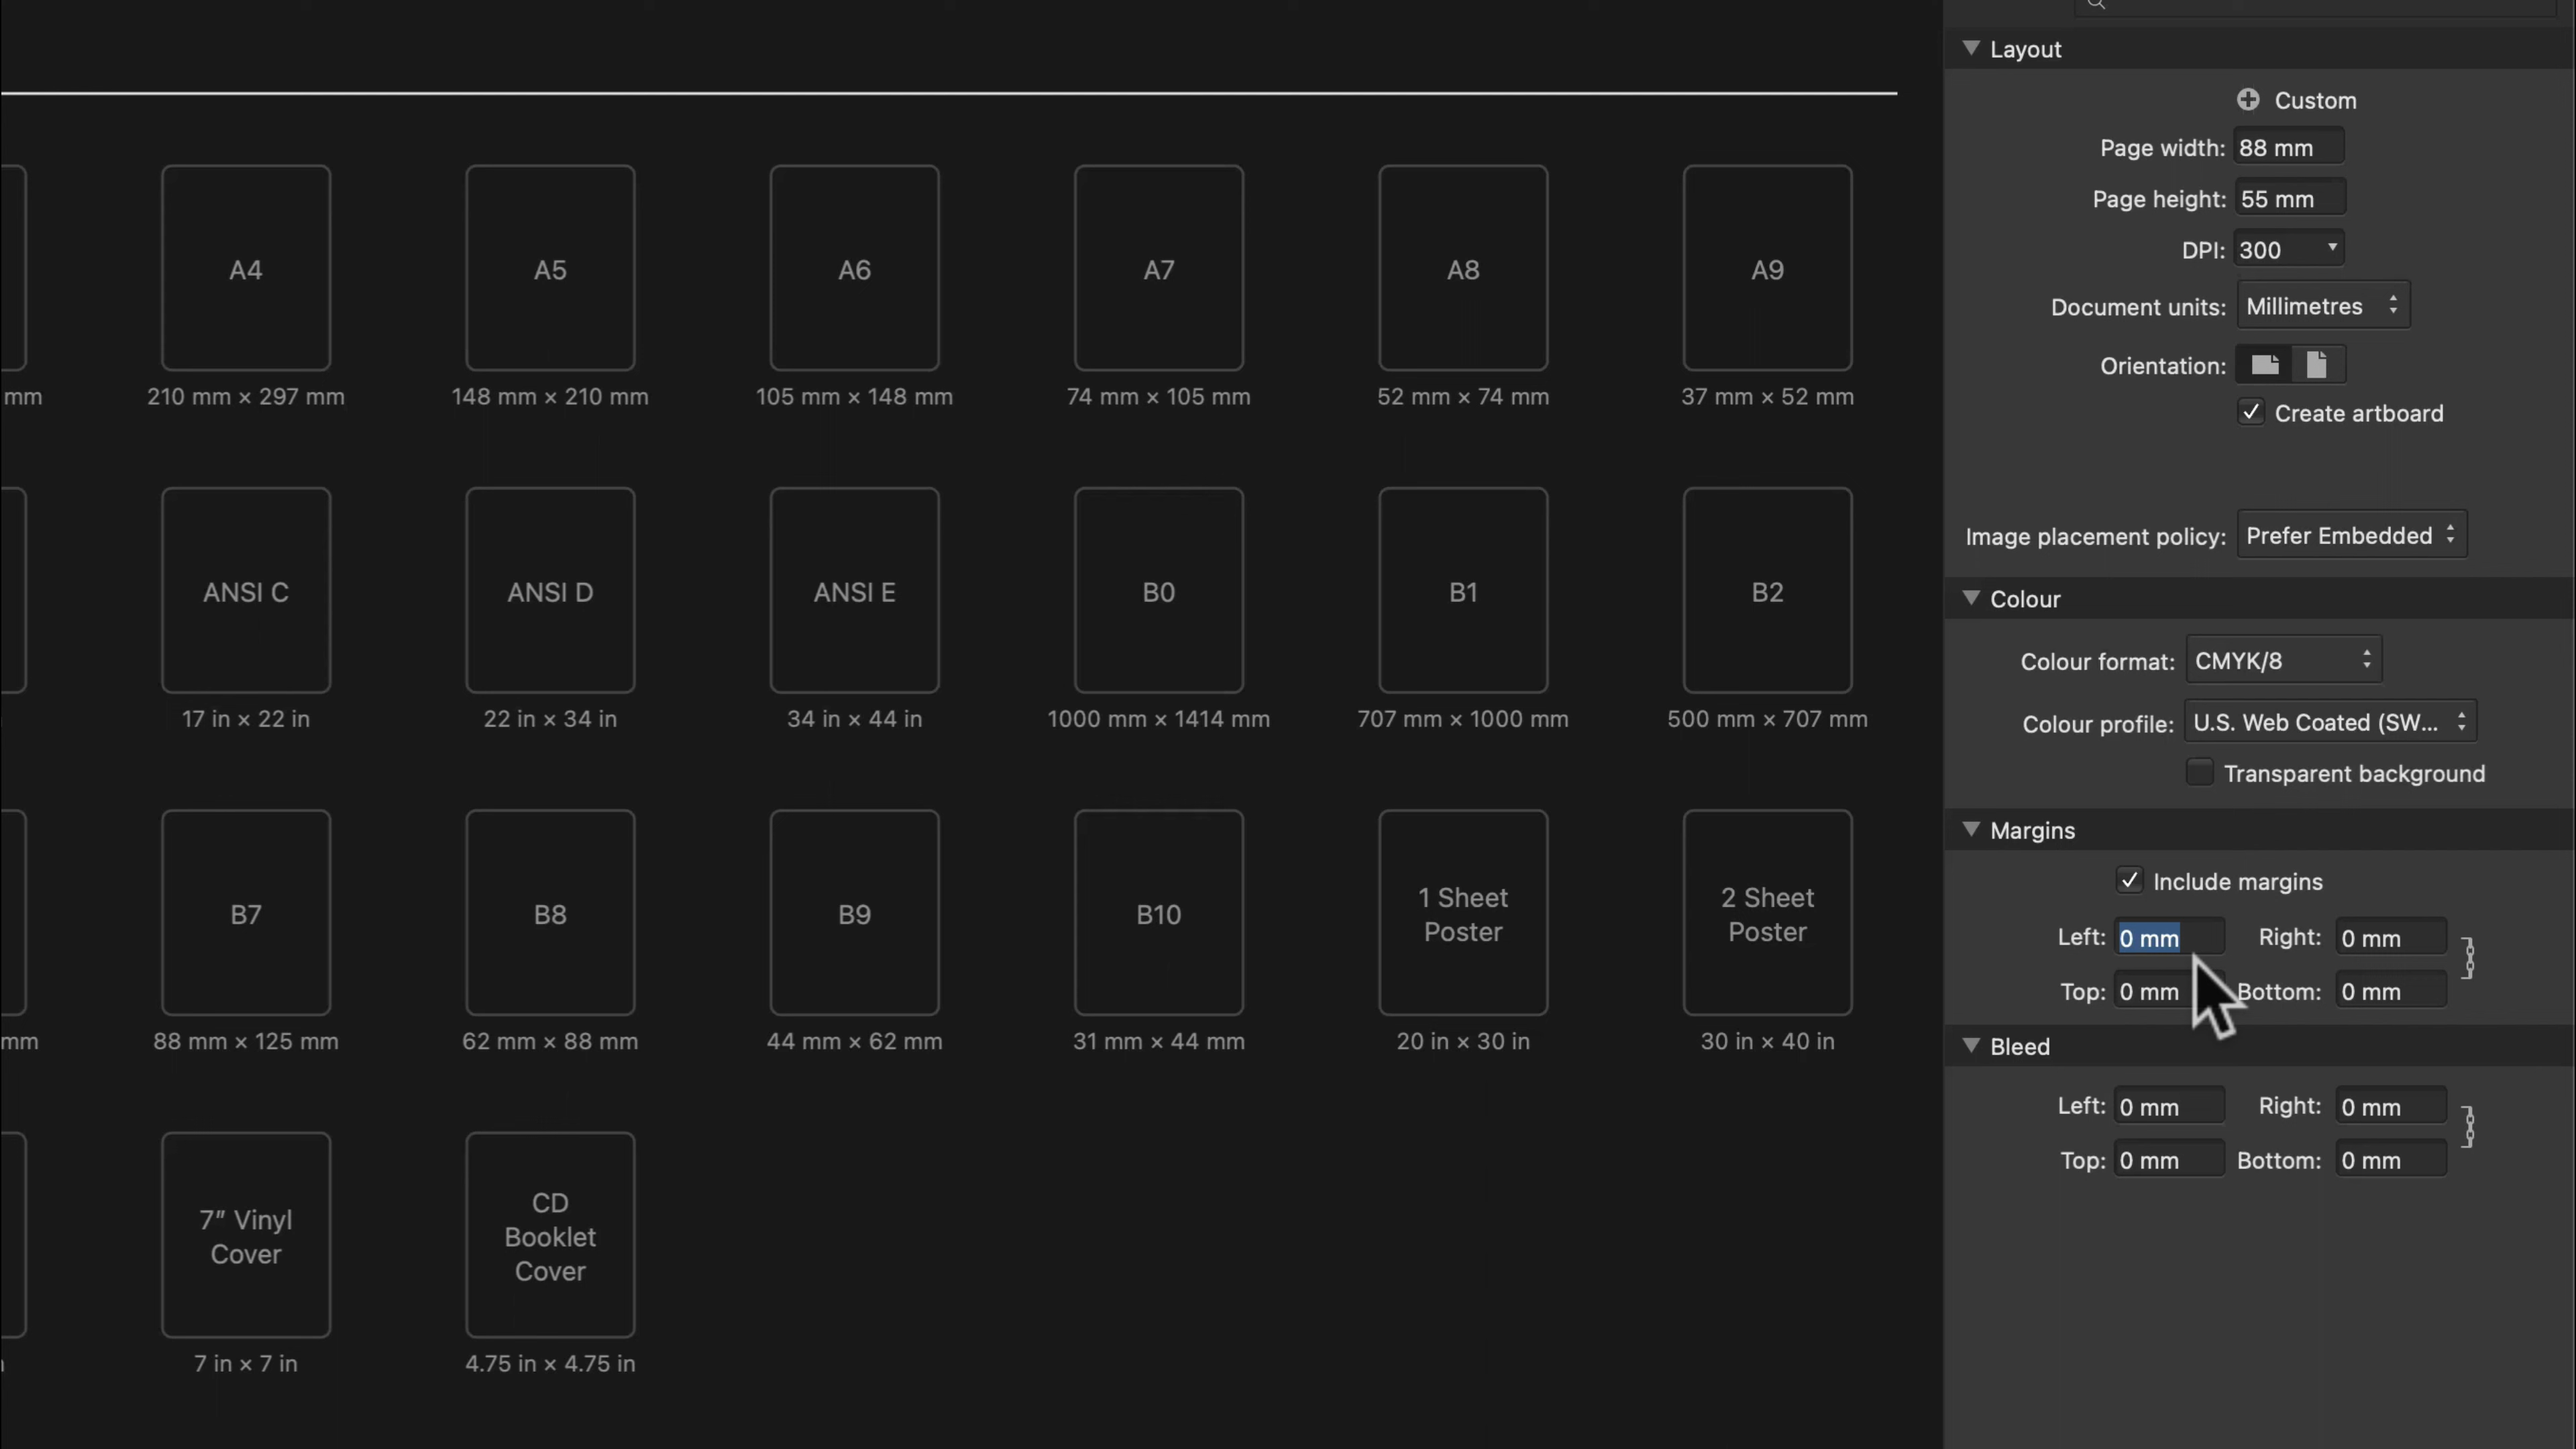 A4
A5
A6
A7
A8
A9
mm
210 mm × 297 mm
148 mm × 210 mm
105 mm × 148 mm
74 mm × 105 mm
52 mm × 74 mm
37 mm × 52 mm
ANSI C
ANSI D
ANSI E
B0
B1
B2
17 in × 22 in
22 in × 34 in
34 in × 44 in
1000 mm × 1414 mm
707 mm × 1000 mm
500 mm × 707 mm
B7
B8
B9
B10
1 Sheet
Poster
2 Sheet
Poster
mm
88 mm × 125 mm
62 mm × 88 mm
44 mm × 62 mm
31 mm × 44 mm
20 in × 30 in
30 in × 40 in
7″ Vinyl
Cover
CD
Booklet
Cover
7 in × 7 in
4.75 in × 4.75 in
Layout
Custom
Page width: 88 mm
Page height: 55 mm
DPI: 300
Document units: Millimetres
Orientation:
Create artboard
Image placement policy: Prefer Embedded
Colour
Colour format: CMYK/8
Colour profile: U.S. Web Coated (SW...
Transparent background
Margins
Include margins
Left: 0 mm Right: 0 mm
Top: 0 mm Bottom: 0 mm
Bleed
Left: 0 mm Right: 0 mm
Top: 0 mm Bottom: 0 mm